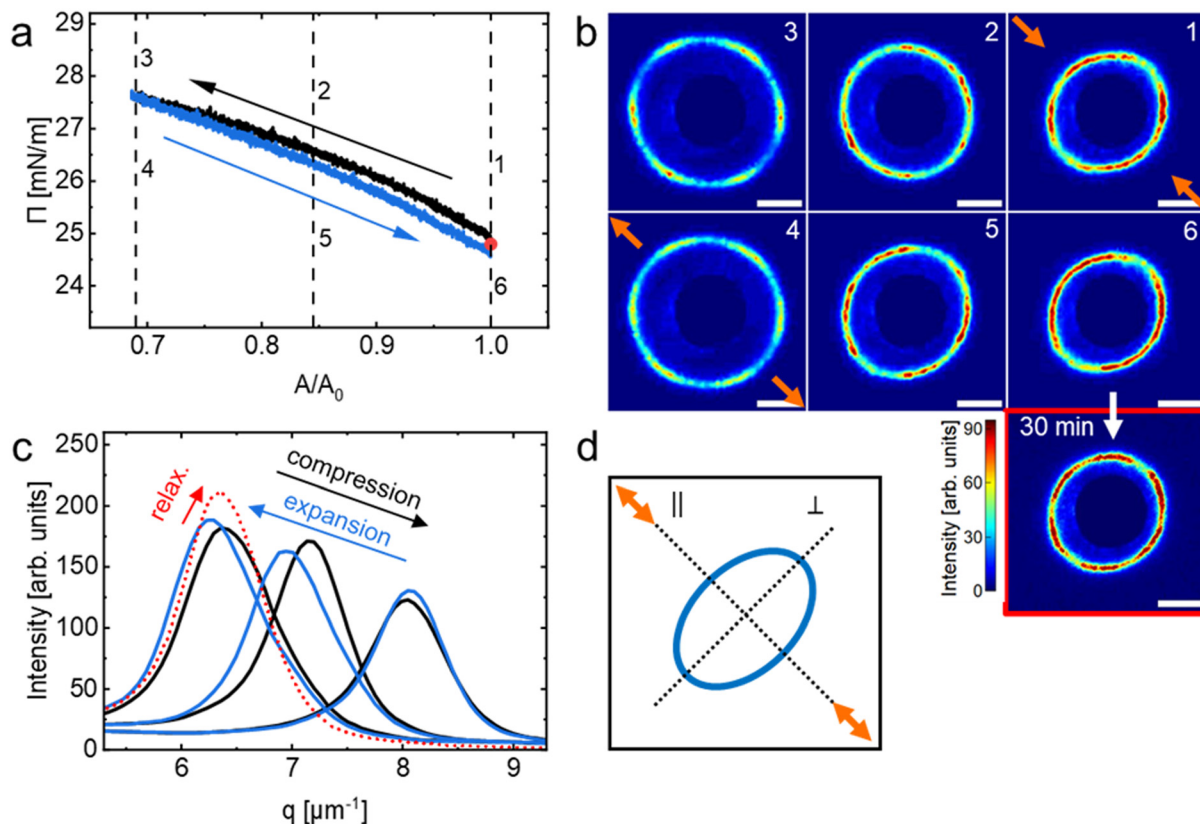 a
Π [mN/m]
29
28
27
26
25
24
3
2
1
4
5
6
0.7
0.8
0.9
1.0
A/A0
b
3
2
1
4
5
6
30 min
Intensity [arb. units]
90
60
30
0
c
Intensity [arb. units]
250
200
150
100
50
0
relax.
compression
expansion
6
7
8
9
q [µm⁻¹]
d
||
⊥